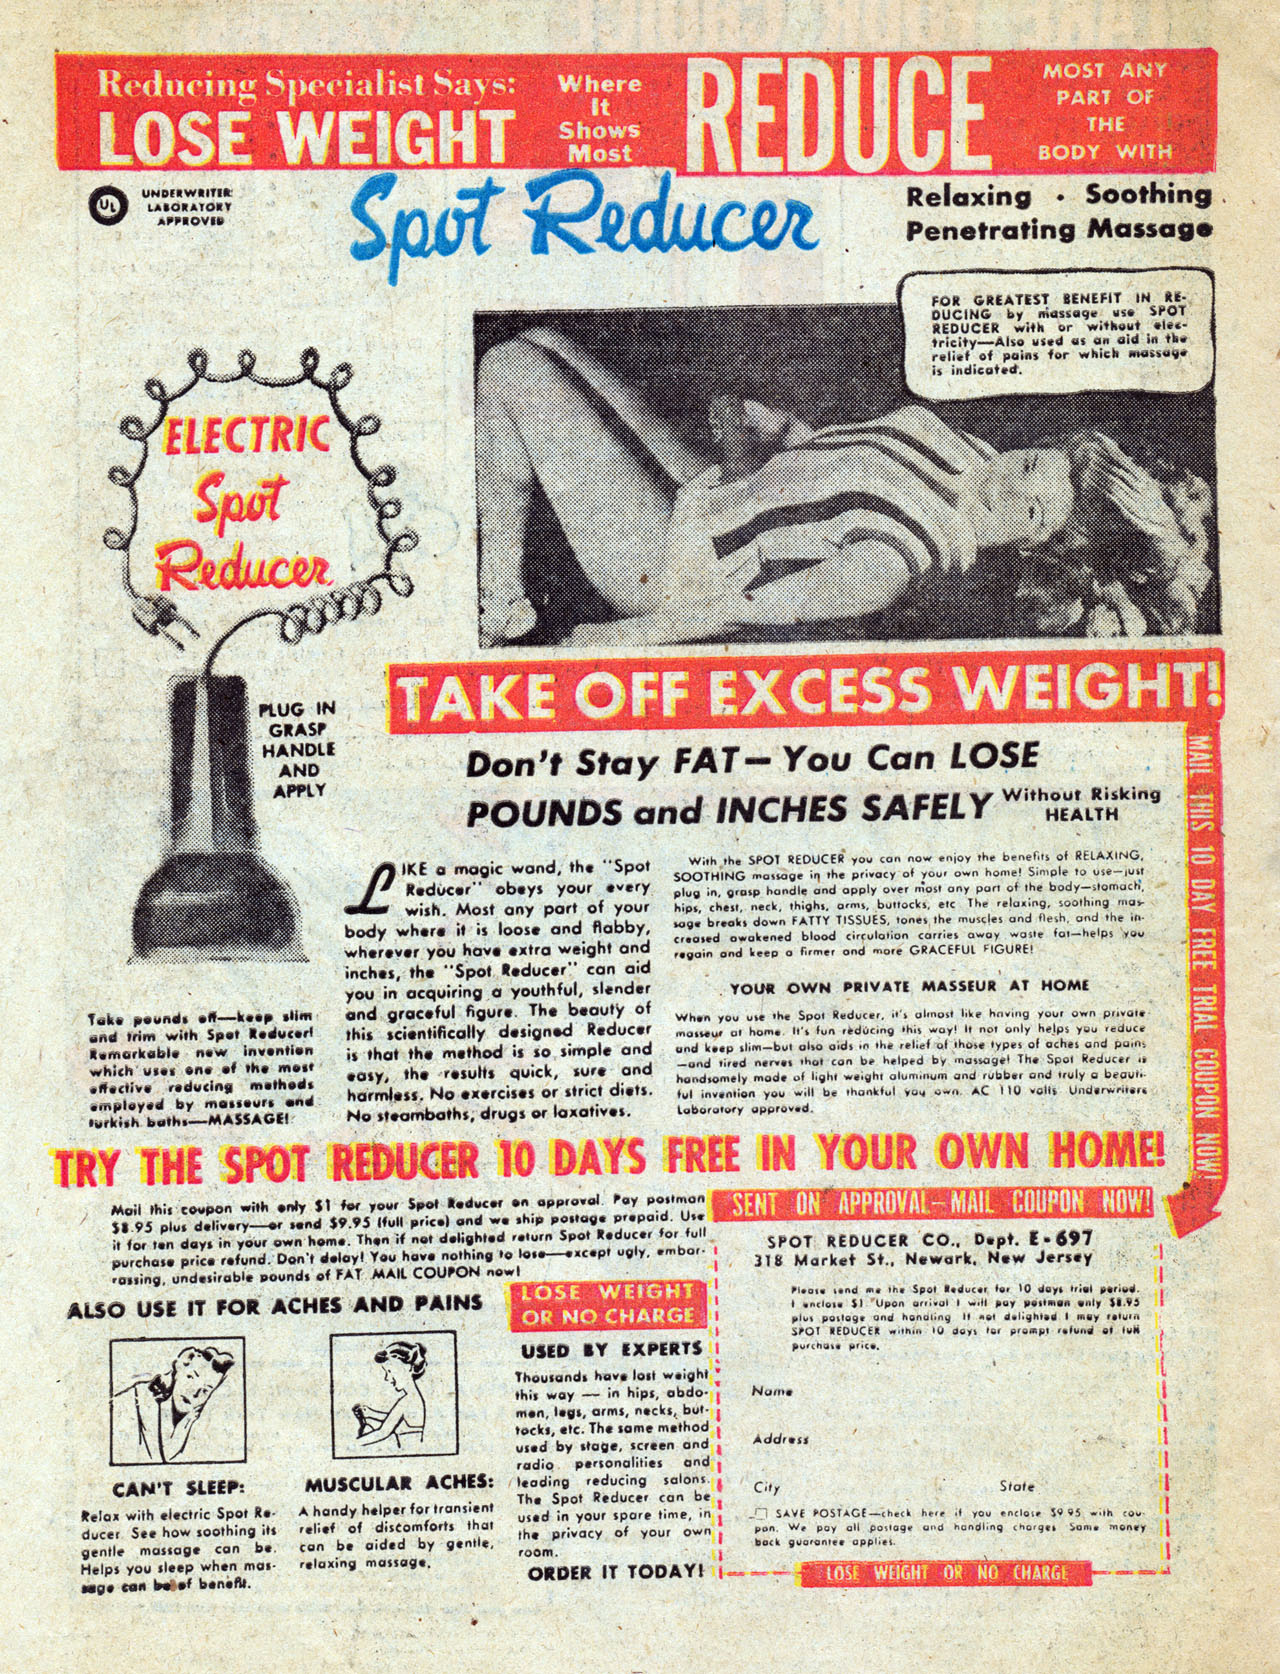 Reducing Specialist Says:
LOSE WEIGHT
Where
It
Shows
Most
REDUCE
MOST ANY
PART OF
THE
BODY WITH
UL
UNDERWRITER
LABORATORY
APPROVED
Spot Reducer
Relaxing • Soothing
Penetrating Massage
FOR GREATEST BENEFIT IN RE-
DUCING by massage use SPOT
REDUCER with or without elec-
tricity—Also used as an aid in the
relief of pains for which massage
is indicated.
ELECTRIC
Spot
Reducer
PLUG IN
GRASP
HANDLE
AND
APPLY
TAKE OFF EXCESS WEIGHT!
Don't Stay FAT — You Can LOSE
POUNDS and INCHES SAFELY Without Risking
HEALTH
MAIL THIS 10 DAY FREE TRIAL COUPON NOW!
LIKE a magic wand, the "Spot
Reducer" obeys your every
wish. Most any part of your
body where it is loose and flabby,
wherever you have extra weight and
inches, the "Spot Reducer" can aid
you in acquiring a youthful, slender
and graceful figure. The beauty of
this scientifically designed Reducer
is that the method is so simple and
easy, the results quick, sure and
harmless. No exercises or strict diets.
No steambaths, drugs or laxatives.
With the SPOT REDUCER you can now enjoy the benefits of RELAXING,
SOOTHING massage in the privacy of your own home! Simple to use—just
plug in, grasp handle and apply over most any part of the body—stomach,
hips, chest, neck, thighs, arms, buttocks, etc The relaxing, soothing mas-
sage breaks down FATTY TISSUES, tones the muscles and flesh, and the in-
creased awakened blood circulation carries away waste fat—helps you
regain and keep a firmer and more GRACEFUL FIGURE!
YOUR OWN PRIVATE MASSEUR AT HOME
When you use the Spot Reducer, it's almost like having your own private
masseur at home. It's fun reducing this way! It not only helps you reduce
and keep slim—but also aids in the relief of those types of aches and pains
—and tired nerves that can be helped by massage! The Spot Reducer is
handsomely made of light weight aluminum and rubber and truly a beauti-
ful invention you will be thankful you own. AC 110 volts Underwriters
Laboratory approved.
Take pounds off—keep slim
and trim with Spot Reducer!
Remarkable new invention
which uses one of the most
effective reducing methods
employed by masseurs and
turkish baths—MASSAGE!
TRY THE SPOT REDUCER 10 DAYS FREE IN YOUR OWN HOME!
Mail this coupon with only $1 for your Spot Reducer on approval. Pay postman
$8.95 plus delivery—or send $9.95 (full price) and we ship postage prepaid. Use
it for ten days in your own home. Then if not delighted return Spot Reducer for full
purchase price refund. Don't delay! You have nothing to lose—except ugly, embar-
rassing, undesirable pounds of FAT MAIL COUPON now!
ALSO USE IT FOR ACHES AND PAINS
CAN'T SLEEP:
Relax with electric Spot Re-
ducer See how soothing its
gentle massage can be.
Helps you sleep when mas-
sage can be of benefit.
MUSCULAR ACHES:
A handy helper for transient
relief of discomforts that
can be aided by gentle,
relaxing massage.
LOSE WEIGHT
OR NO CHARGE
USED BY EXPERTS
Thousands have lost weight
this way — in hips, abdo-
men, legs, arms, necks, but-
tocks, etc. The same method
used by stage, screen and
radio personalities and
leading reducing salons.
The Spot Reducer can be
used in your spare time, in
the privacy of your own
room.
ORDER IT TODAY!
SENT ON APPROVAL—MAIL COUPON NOW!
SPOT REDUCER CO., Dept. E-697
318 Market St., Newark, New Jersey
Please send me the Spot Reducer for 10 days trial period.
I enclose $1 Upon arrival I will pay postman only $8.95
plus postage and handling If not delighted I may return
SPOT REDUCER within 10 days for prompt refund of full
purchase price.
Name
Address
City State
SAVE POSTAGE—check here if you enclose $9 95 with cou-
pon. We pay all postage and handling charges Same money
back guarantee applies.
LOSE WEIGHT OR NO CHARGE